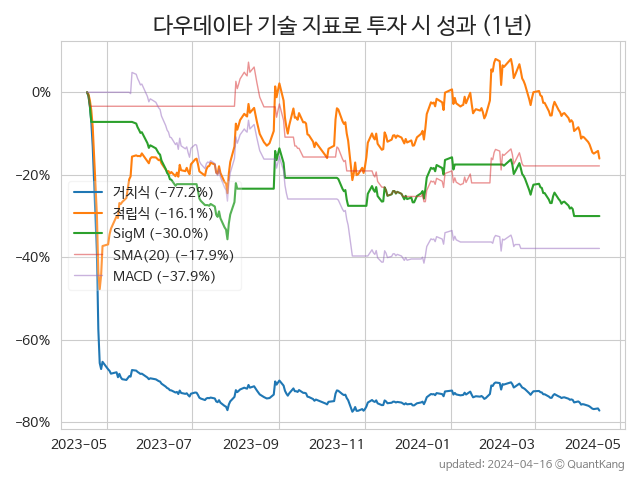 다우데이타 기술 지표로 투자 시 성과 (1년)
0%
−20%
−40%
−60%
−80%
거치식 (−77.2%)
적립식 (−16.1%)
SigM (−30.0%)
SMA(20) (−17.9%)
MACD (−37.9%)
2023-05 2023-07 2023-09 2023-11 2024-01 2024-03 2024-05
updated: 2024-04-16 © QuantKang